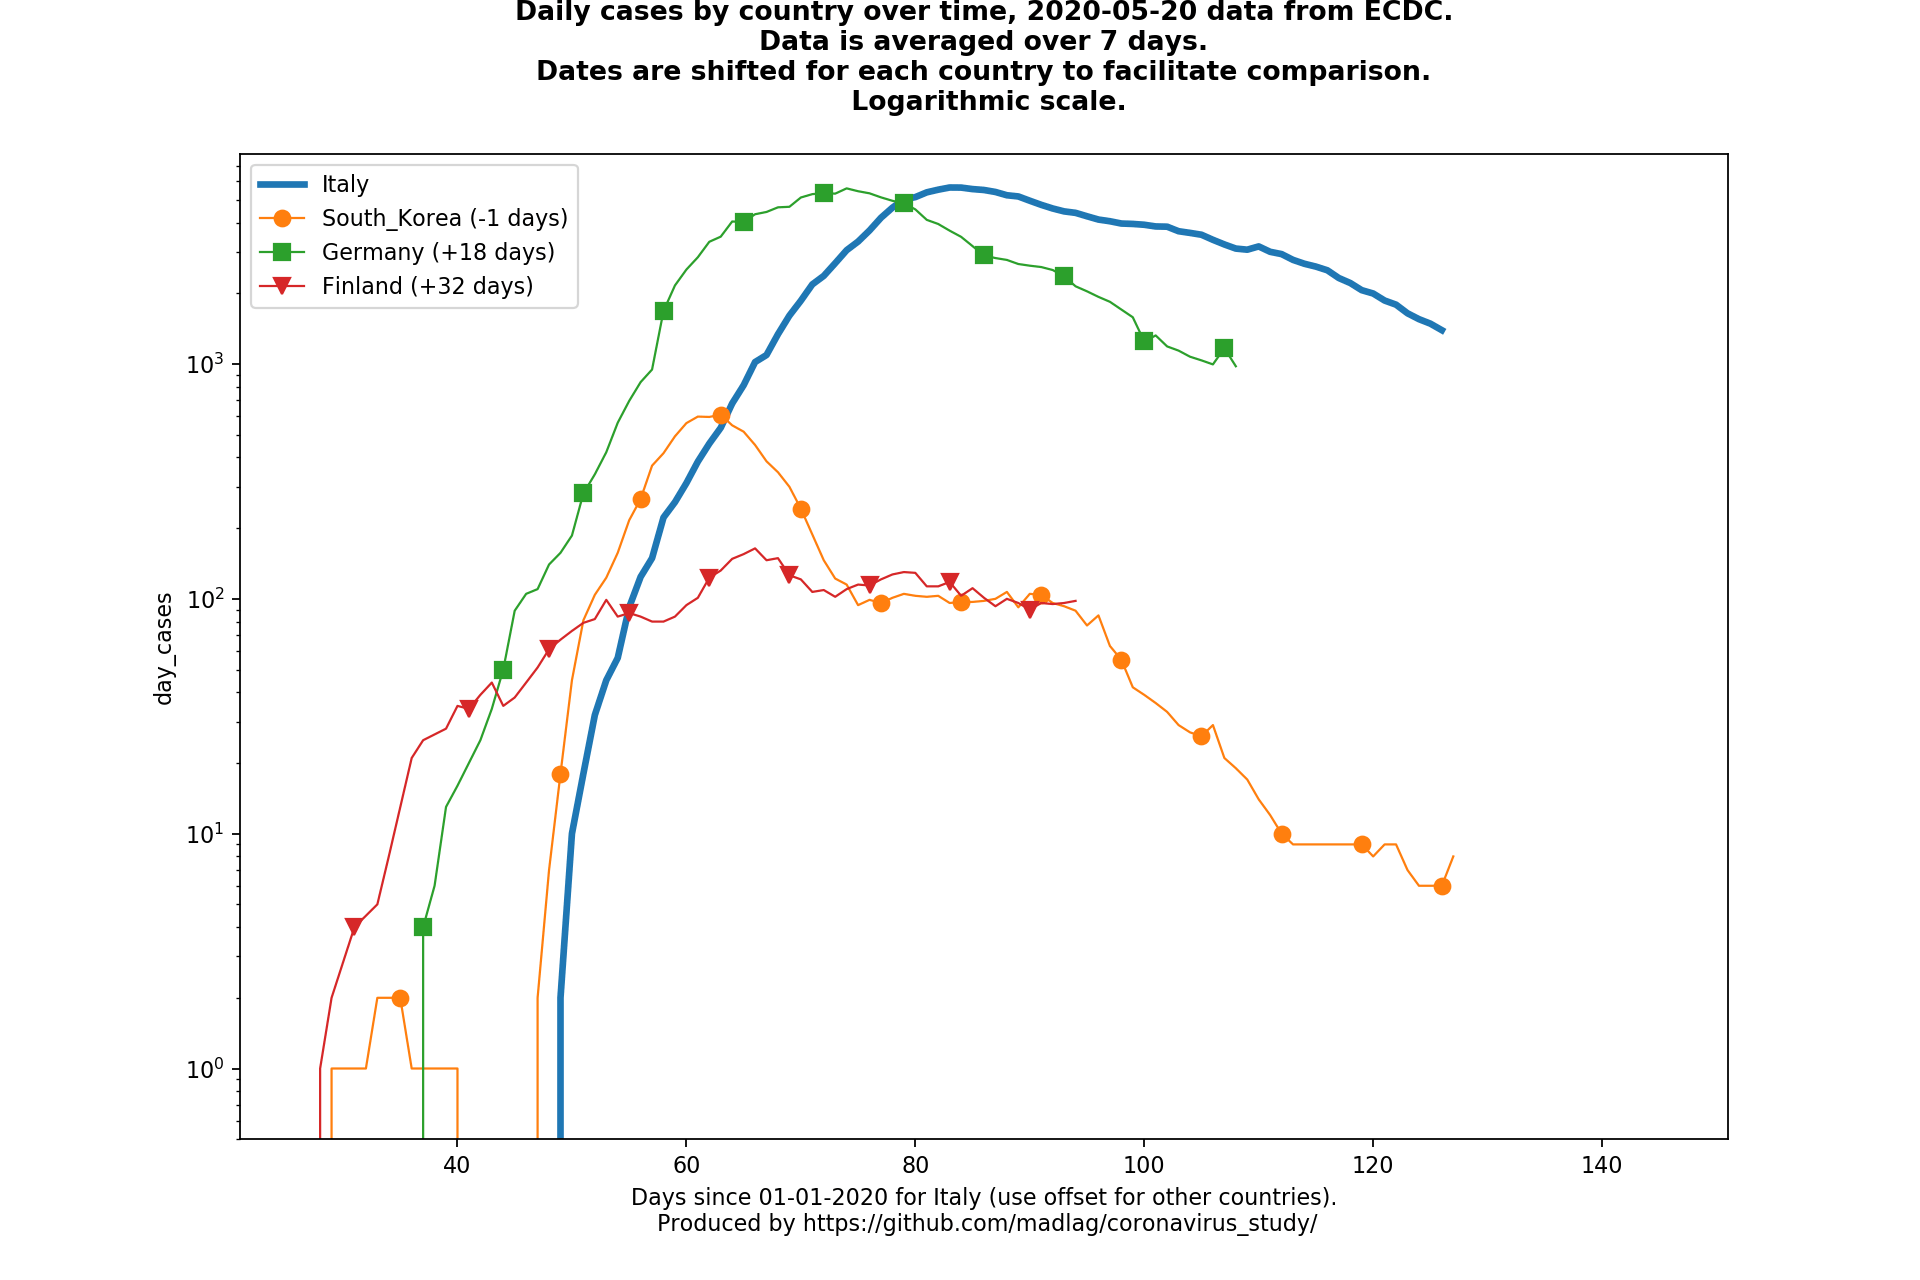 Daily cases by country over time, 2020-05-20 data from ECDC.
Data is averaged over 7 days.
Dates are shifted for each country to facilitate comparison.
Logarithmic scale.
Italy
South_Korea (-1 days)
Germany (+18 days)
Finland (+32 days)
day_cases
10³
10²
10¹
10⁰
40 60 80 100 120 140
Days since 01-01-2020 for Italy (use offset for other countries).
Produced by https://github.com/madlag/coronavirus_study/